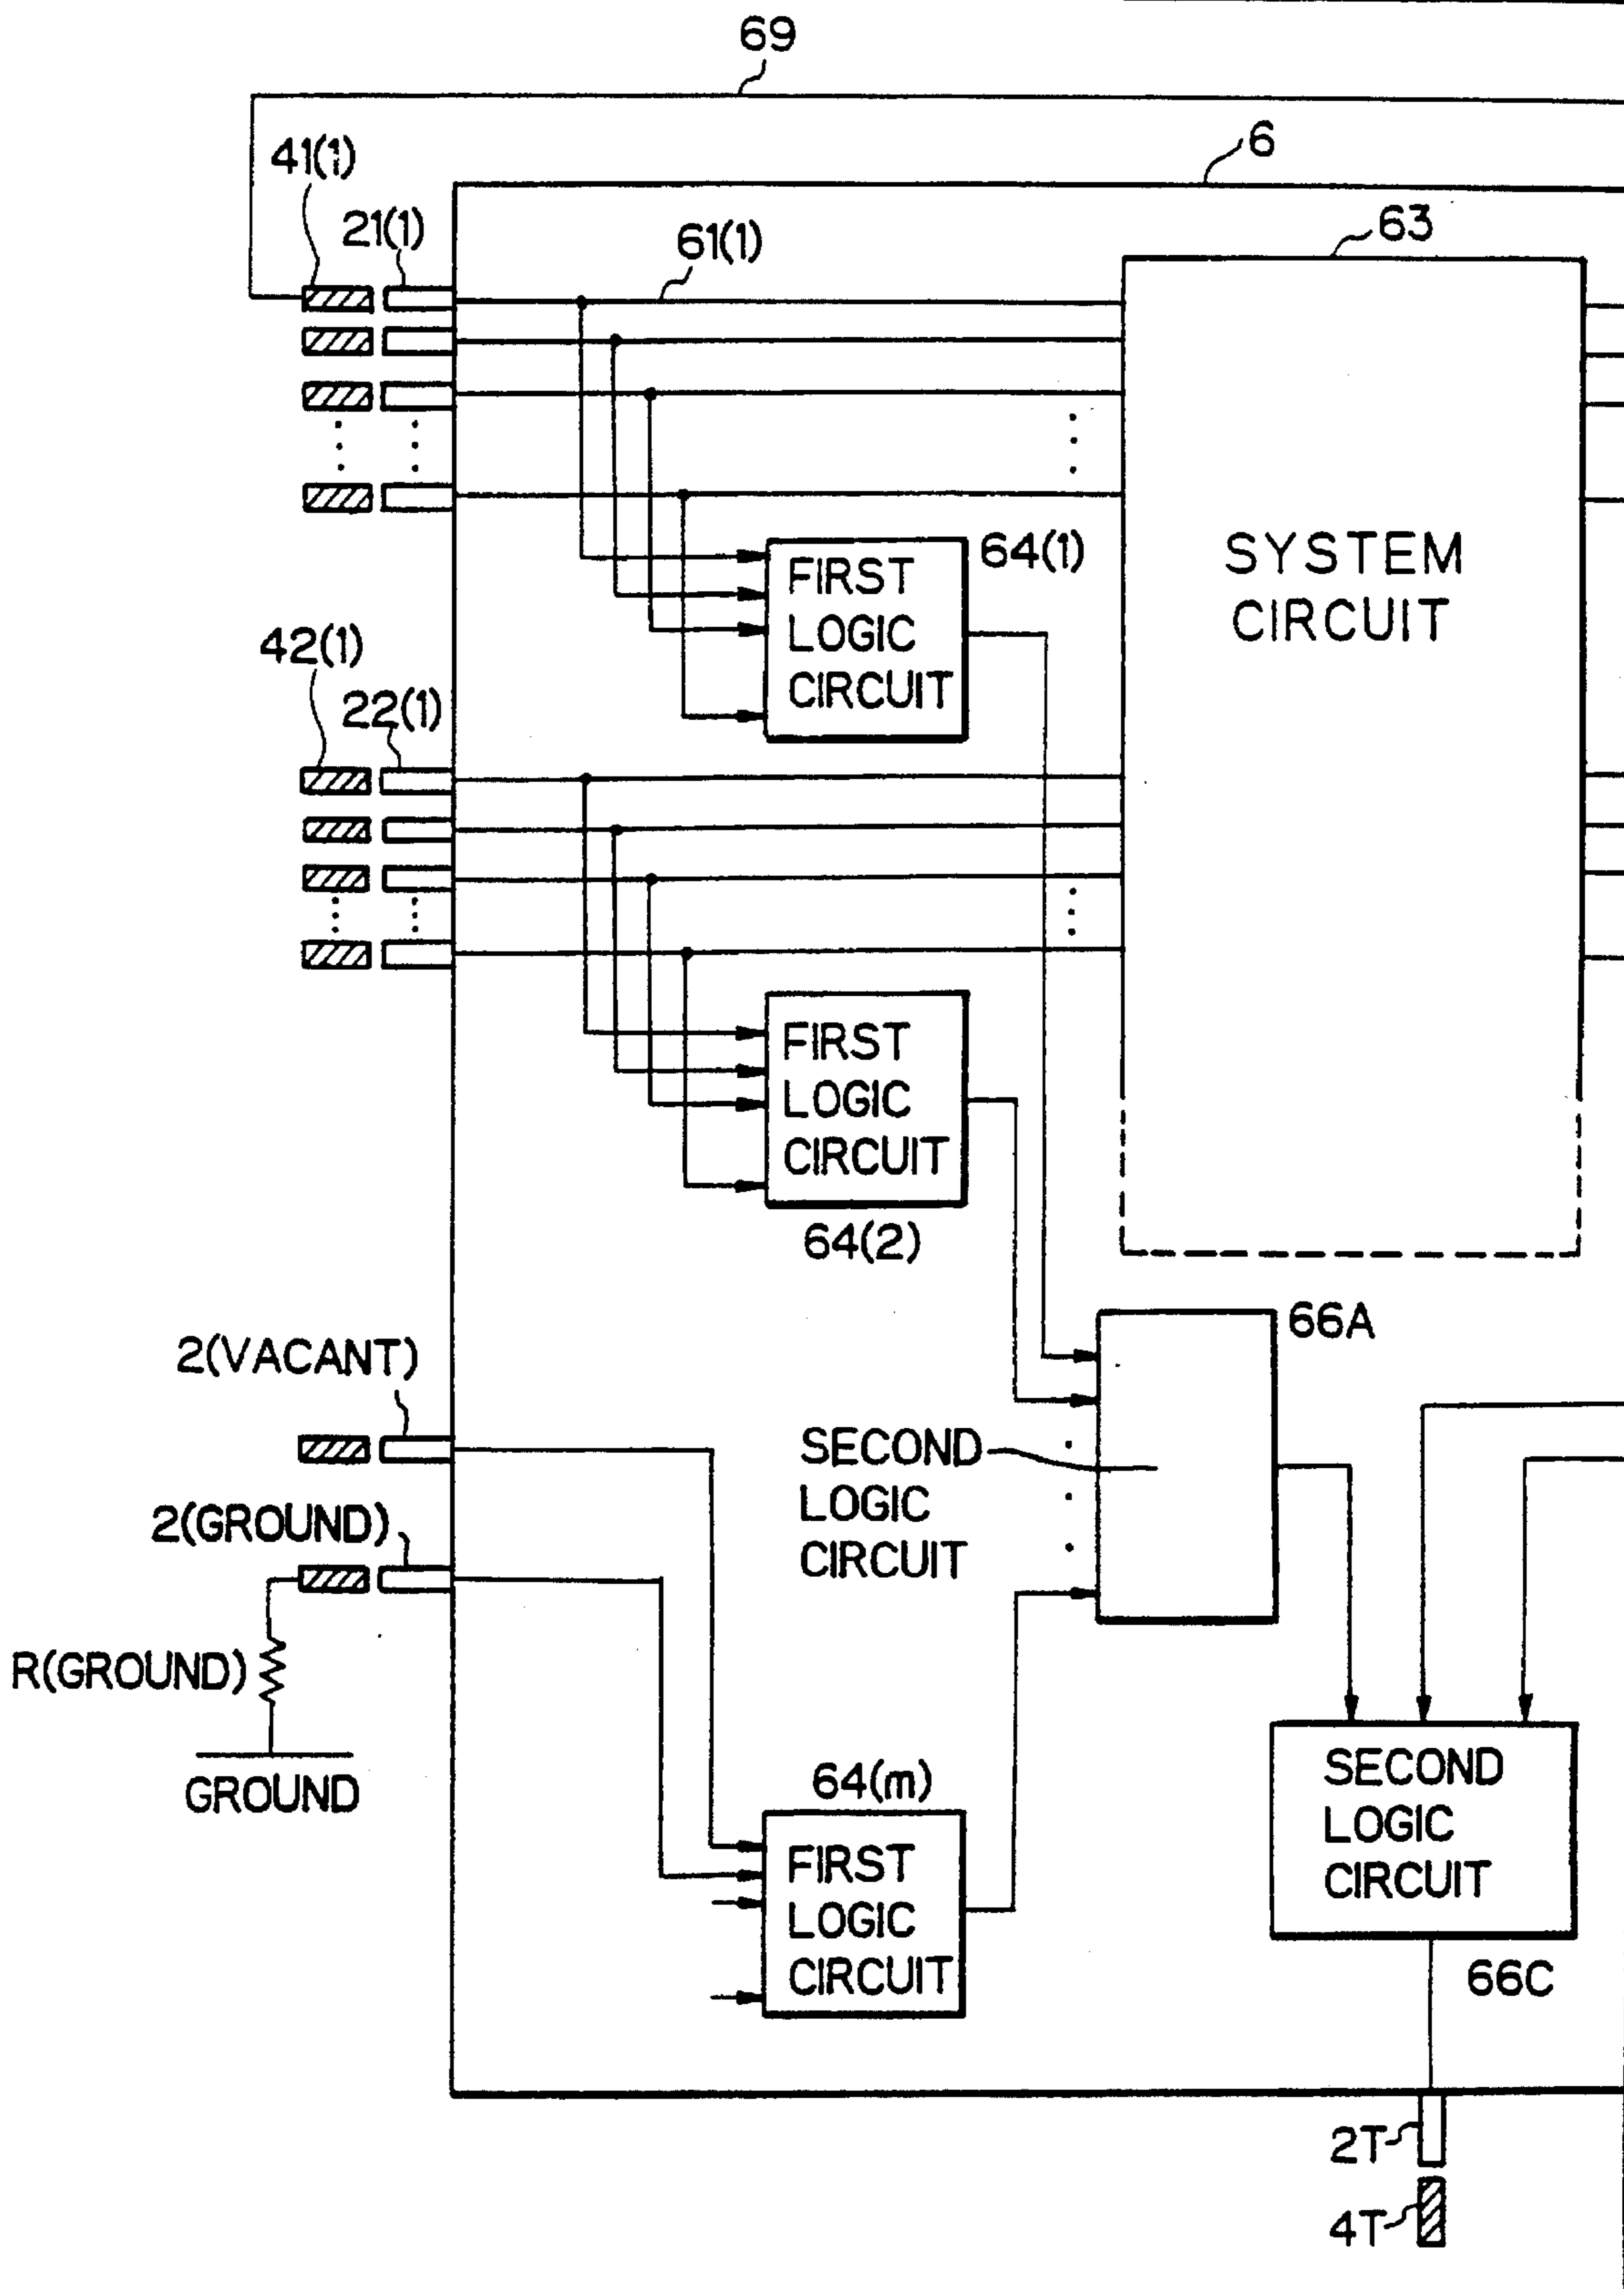 69
6
41(1)
21(1)
61(1)
63
FIRST
LOGIC
CIRCUIT
64(1)
SYSTEM
CIRCUIT
42(1)
22(1)
FIRST
LOGIC
CIRCUIT
64(2)
66A
2(VACANT)
SECOND
LOGIC
CIRCUIT
2(GROUND)
R(GROUND)
GROUND
64(m)
FIRST
LOGIC
CIRCUIT
SECOND
LOGIC
CIRCUIT
66C
2T
4T